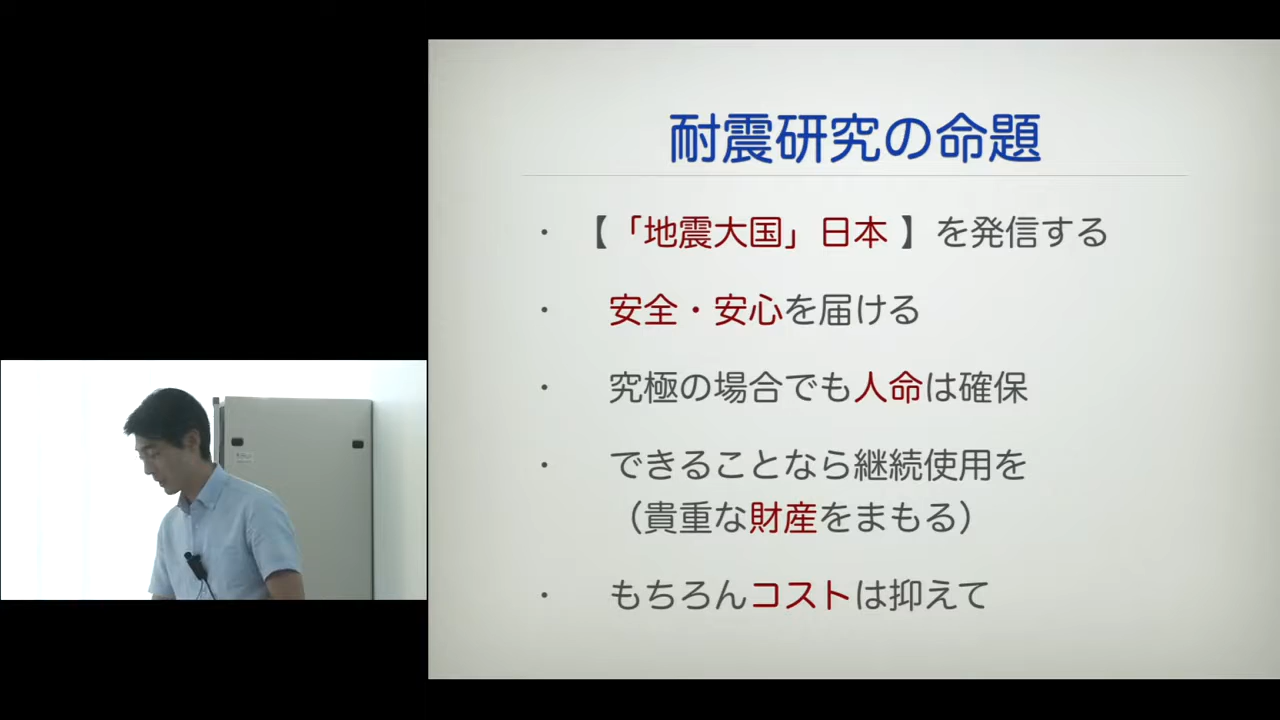 耐震研究の命題
・ 【「地震大国」日本 】を発信する
・ 安全・安心を届ける
・ 究極の場合でも人命は確保
・ できることなら継続使用を
（貴重な財産をまもる）
・ もちろんコストは抑えて